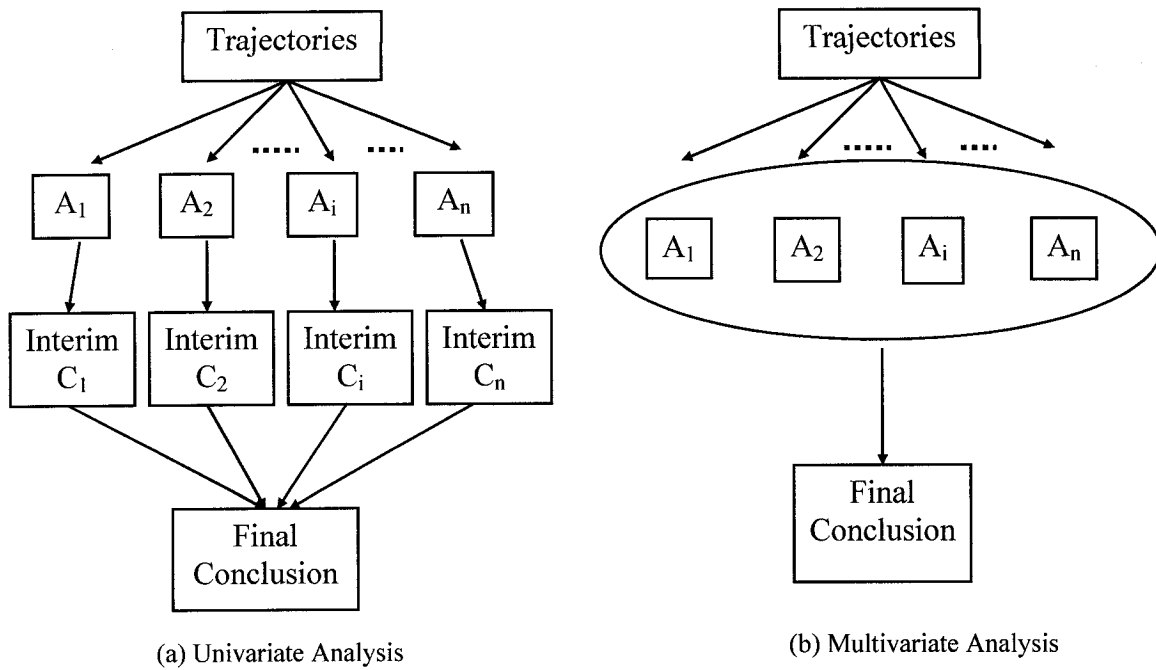 Trajectories
A₁
A₂
Aᵢ
Aₙ
Interim
C₁
Interim
C₂
Interim
Cᵢ
Interim
Cₙ
Final
Conclusion
(a) Univariate Analysis
Trajectories
A₁
A₂
Aᵢ
Aₙ
Final
Conclusion
(b) Multivariate Analysis